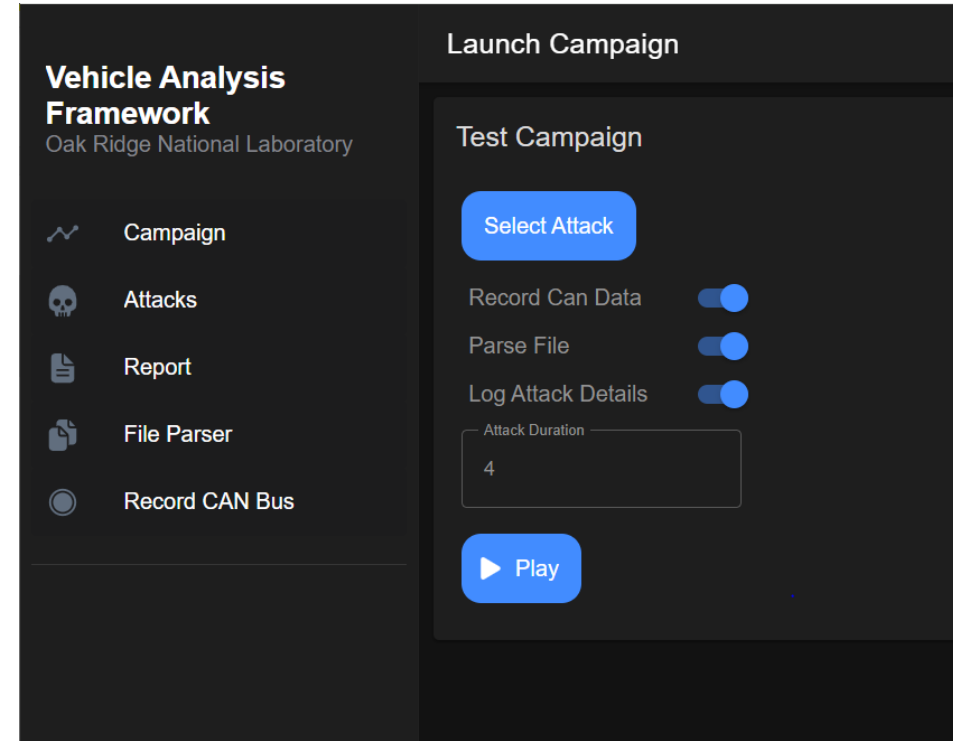 Vehicle Analysis
Framework
Oak Ridge National Laboratory
Campaign
Attacks
Report
File Parser
Record CAN Bus
Launch Campaign
Test Campaign
Select Attack
Record Can Data
Parse File
Log Attack Details
Attack Duration
4
Play